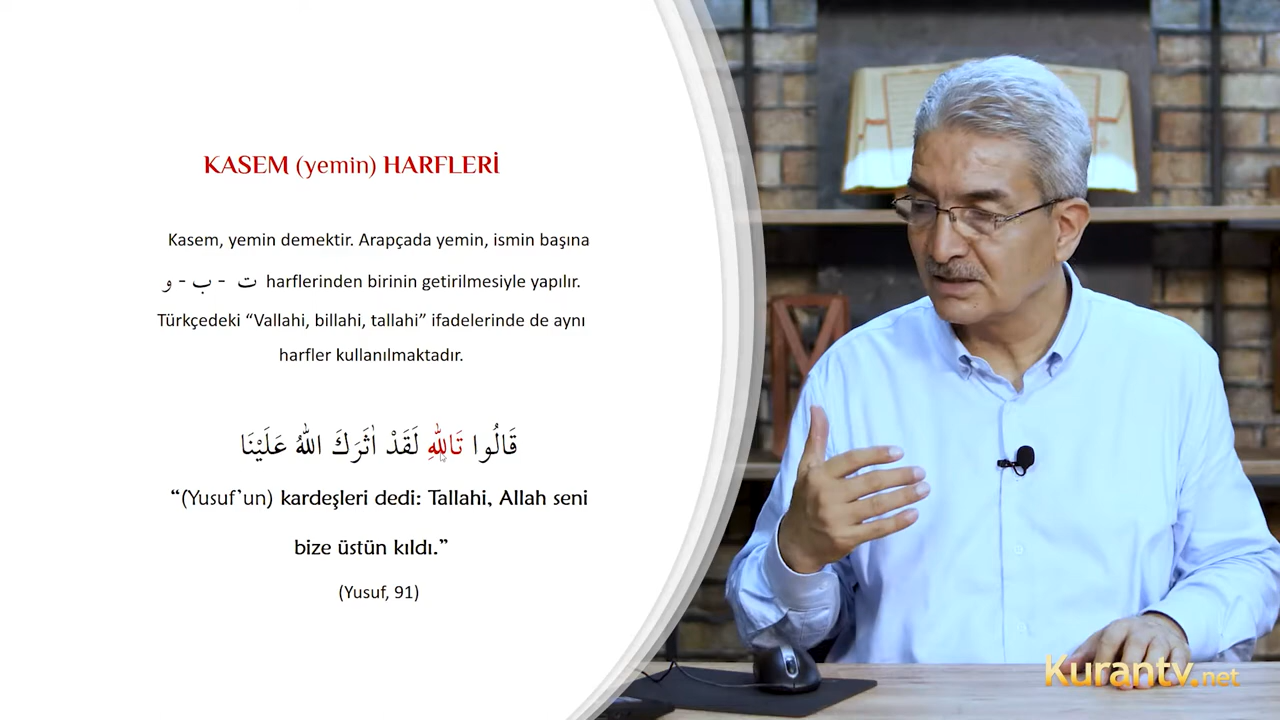 KASEM (yemin) HARFLERİ
Kasem, yemin demektir. Arapçada yemin, ismin başına
و - ب - ت harflerinden birinin getirilmesiyle yapılır.
Türkçedeki “Vallahi, billahi, tallahi” ifadelerinde de aynı
harfler kullanılmaktadır.
قَالُوا تَاللّٰهِ لَقَدْ اٰثَرَكَ اللّٰهُ عَلَيْنَا
“(Yusuf’un) kardeşleri dedi: Tallahi, Allah seni
bize üstün kıldı.”
(Yusuf, 91)
Kurantv.net